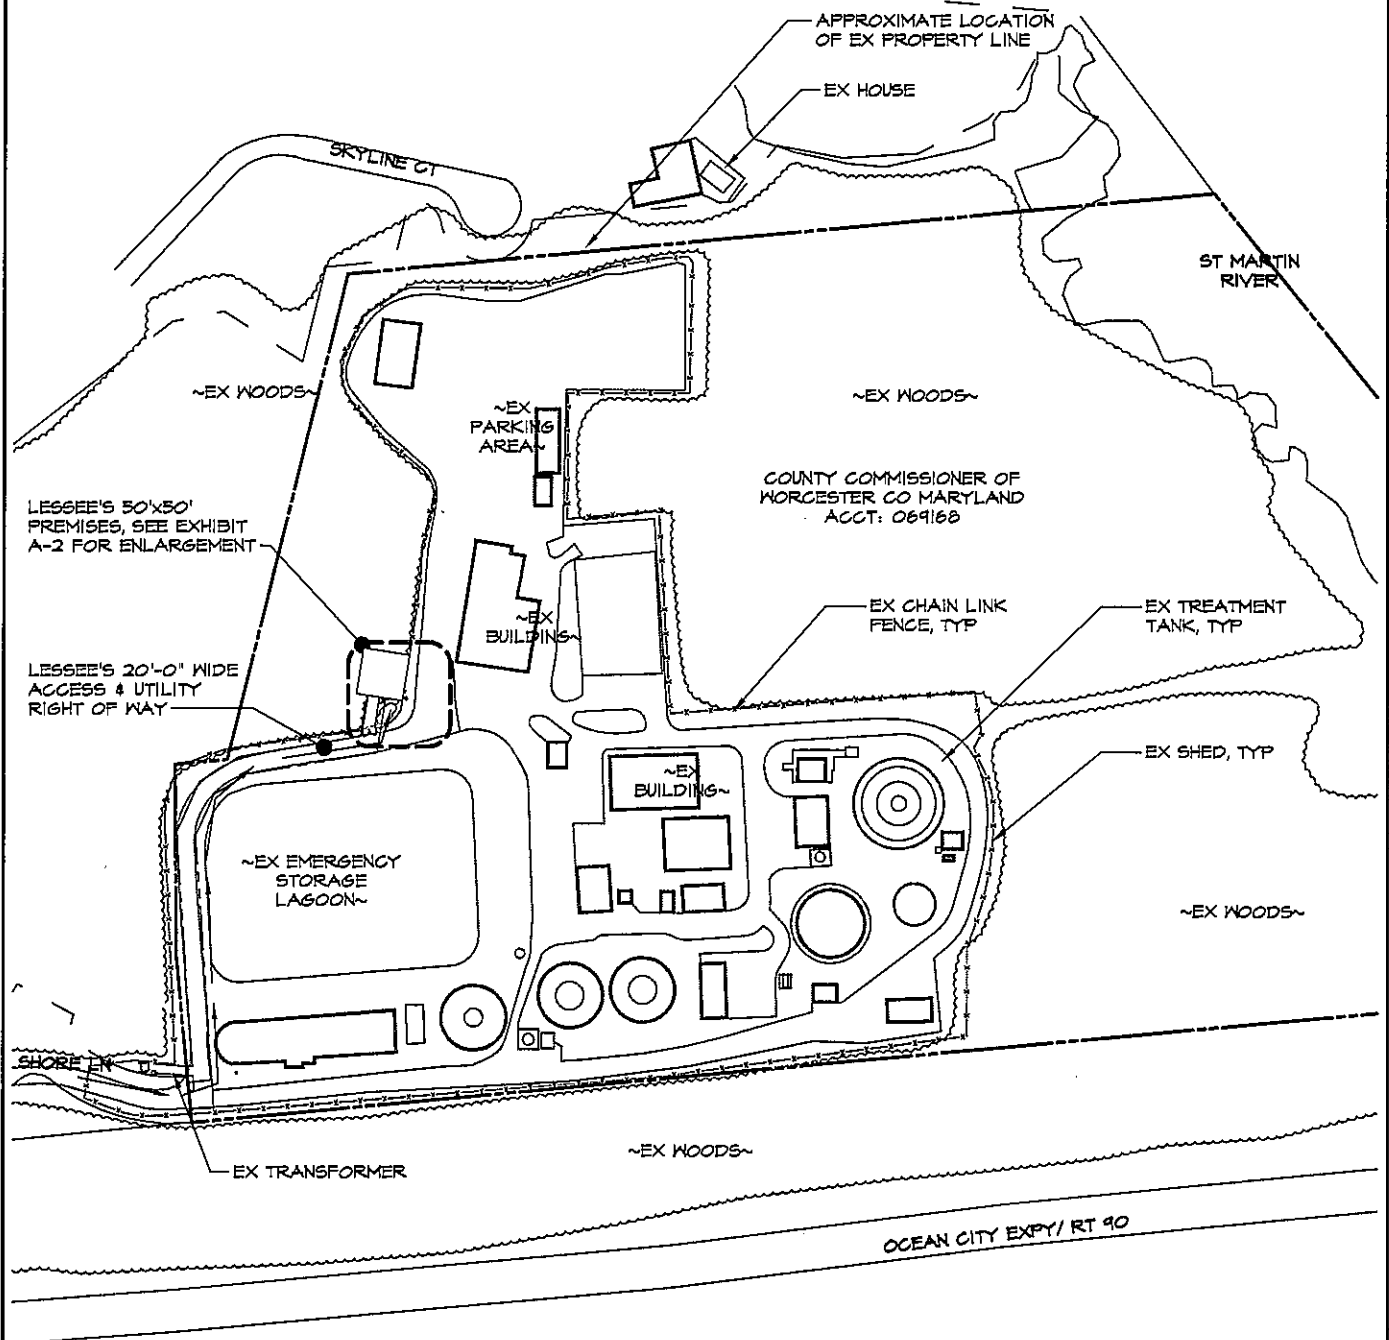 APPROXIMATE LOCATION
OF EX PROPERTY LINE
EX HOUSE
SKYLINE CT
ST MARTIN
RIVER
~EX WOODS~
~EX WOODS~
~EX
PARKING
AREA~
COUNTY COMMISSIONER OF
WORCESTER CO MARYLAND
ACCT: 069168
LESSEE'S 50'x50'
PREMISES, SEE EXHIBIT
A-2 FOR ENLARGEMENT
EX CHAIN LINK
FENCE, TYP
EX TREATMENT
TANK, TYP
~EX
BUILDING~
LESSEE'S 20'-0" WIDE
ACCESS & UTILITY
RIGHT OF WAY
EX SHED, TYP
~EX
BUILDING~
~EX EMERGENCY
STORAGE
LAGOON~
~EX WOODS~
SHORE LN
~EX WOODS~
EX TRANSFORMER
OCEAN CITY EXPY/ RT 90